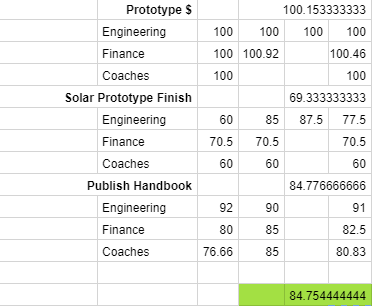 Prototype $ 100.153333333
Engineering 100 100 100 100
Finance 100 100.92 100.46
Coaches 100 100
Solar Prototype Finish 69.333333333
Engineering 60 85 87.5 77.5
Finance 70.5 70.5 70.5
Coaches 60 60 60
Publish Handbook 84.776666666
Engineering 92 90 91
Finance 80 85 82.5
Coaches 76.66 85 80.83
84.754444444